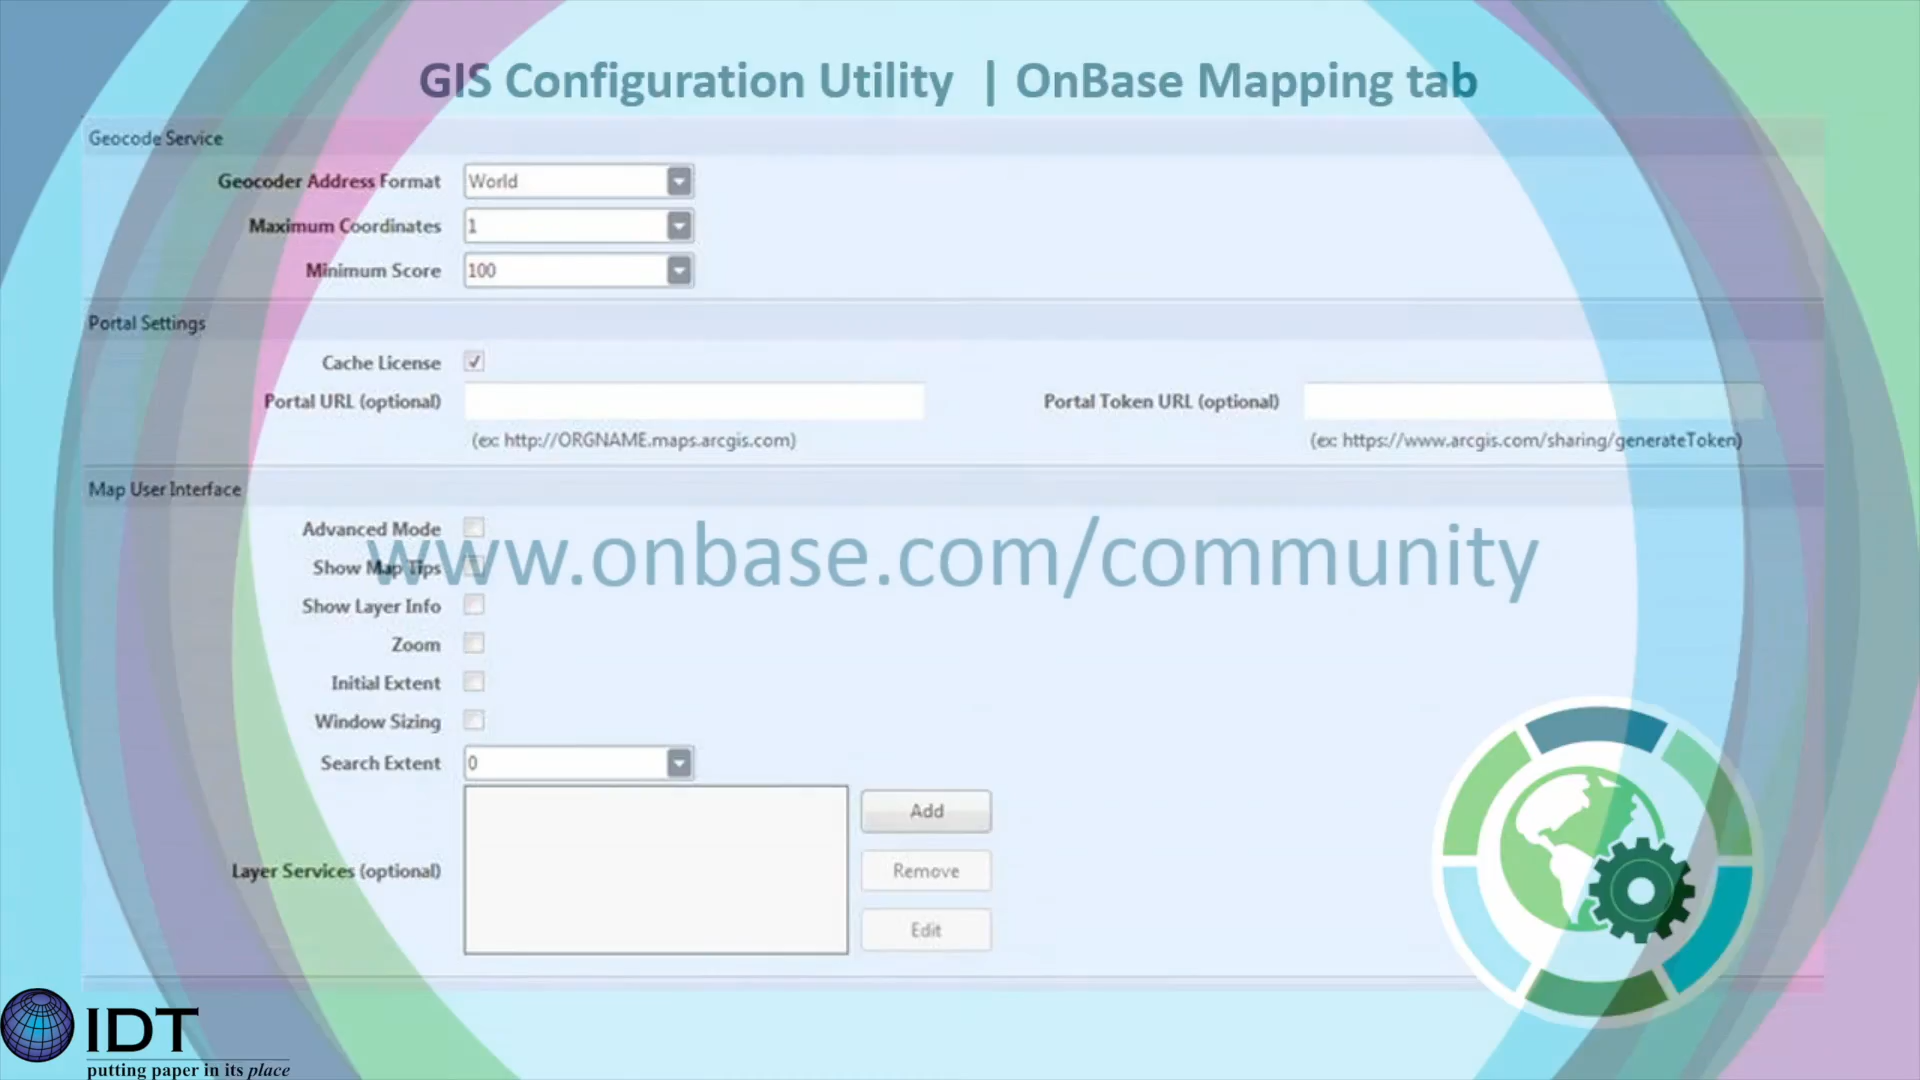 GIS Configuration Utility | OnBase Mapping tab
Geocode Service
Geocoder Address Format World
Maximum Coordinates 1
Minimum Score 100
Portal Settings
Cache License
Portal URL (optional) Portal Token URL (optional)
(ex: http://ORGNAME.maps.arcgis.com) (ex: https://www.arcgis.com/sharing/generateToken)
Map User Interface
Advanced Mode
www.onbase.com/community
Show Map Tips
Show Layer Info
Zoom
Initial Extent
Window Sizing
Search Extent 0
Add
Layer Services (optional) Remove
Edit
IDT
putting paper in its place